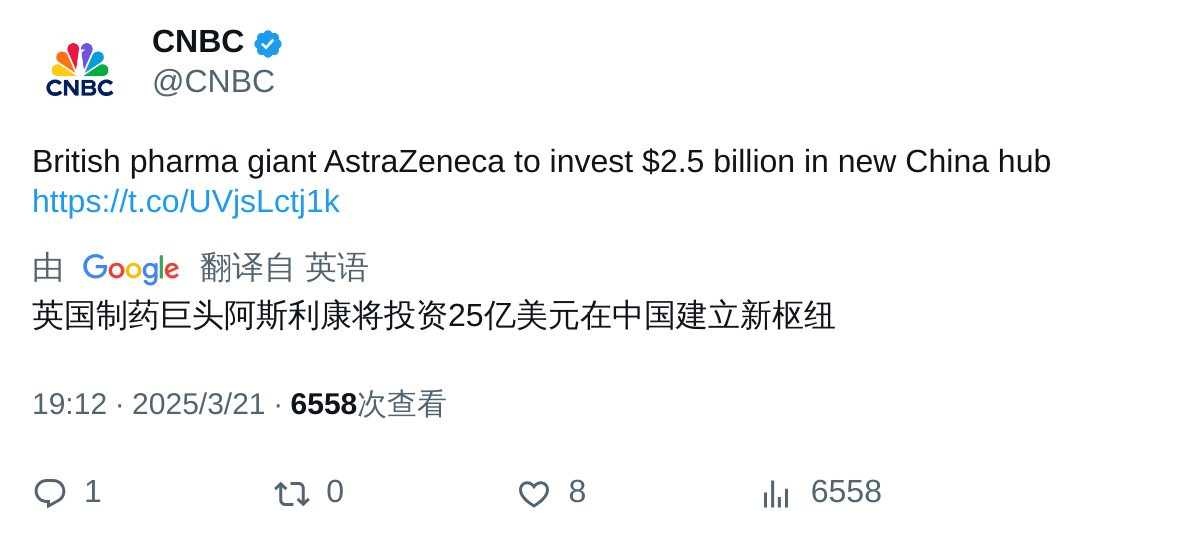 CNBC
CNBC
@CNBC
British pharma giant AstraZeneca to invest $2.5 billion in new China hub
https://t.co/UVjsLctj1k
由 Google 翻译自 英语
英国制药巨头阿斯利康将投资25亿美元在中国建立新枢纽
19:12 · 2025/3/21 · 6558次查看
1 0 8 6558